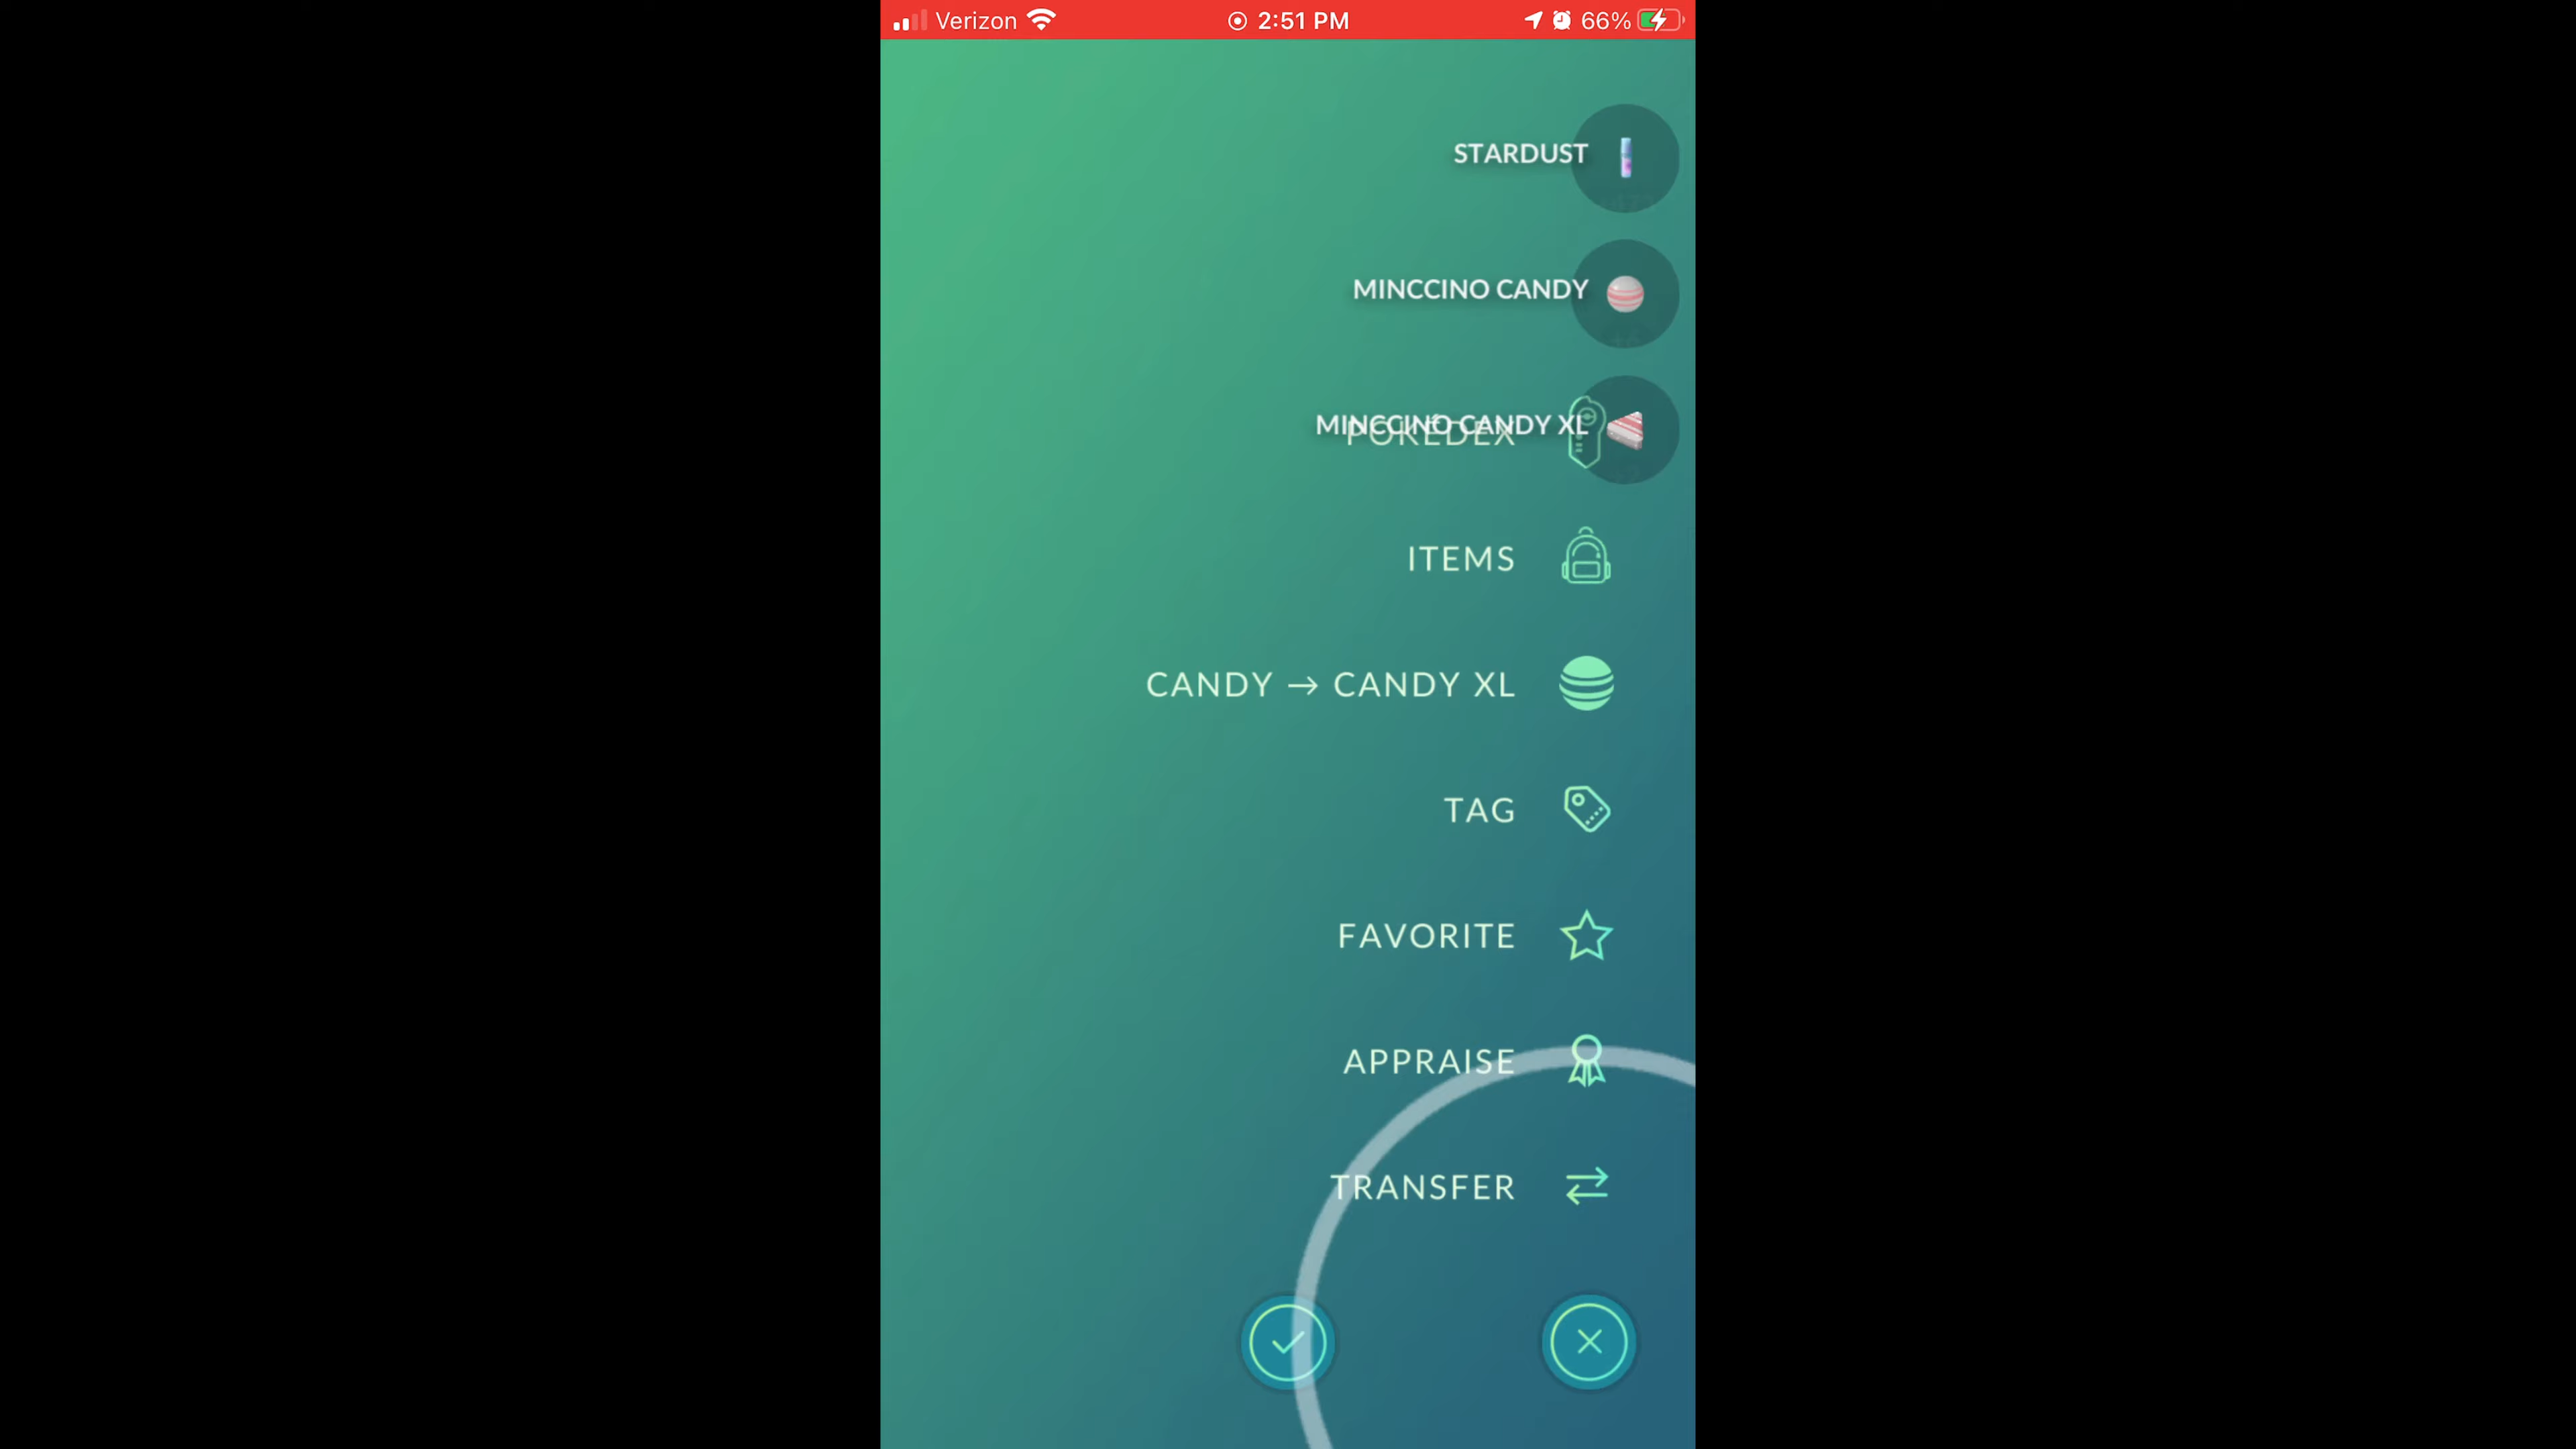 Verizon 2:51 PM 66%
STARDUST
MINCCINO CANDY
MINCCINO CANDY XL
POKÉDEX
ITEMS
CANDY → CANDY XL
TAG
FAVORITE
APPRAISE
TRANSFER